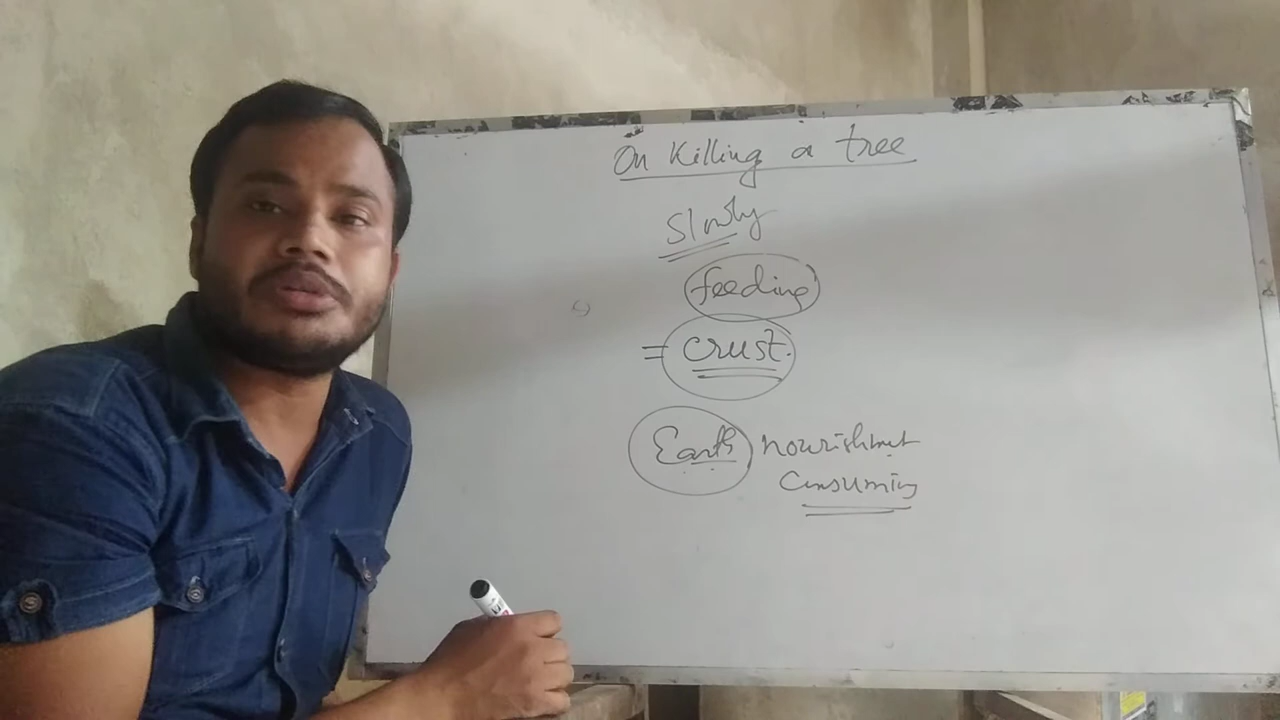 On Killing a tree
Slowly
feeding
= crust.
Earth nourishment
Consuming